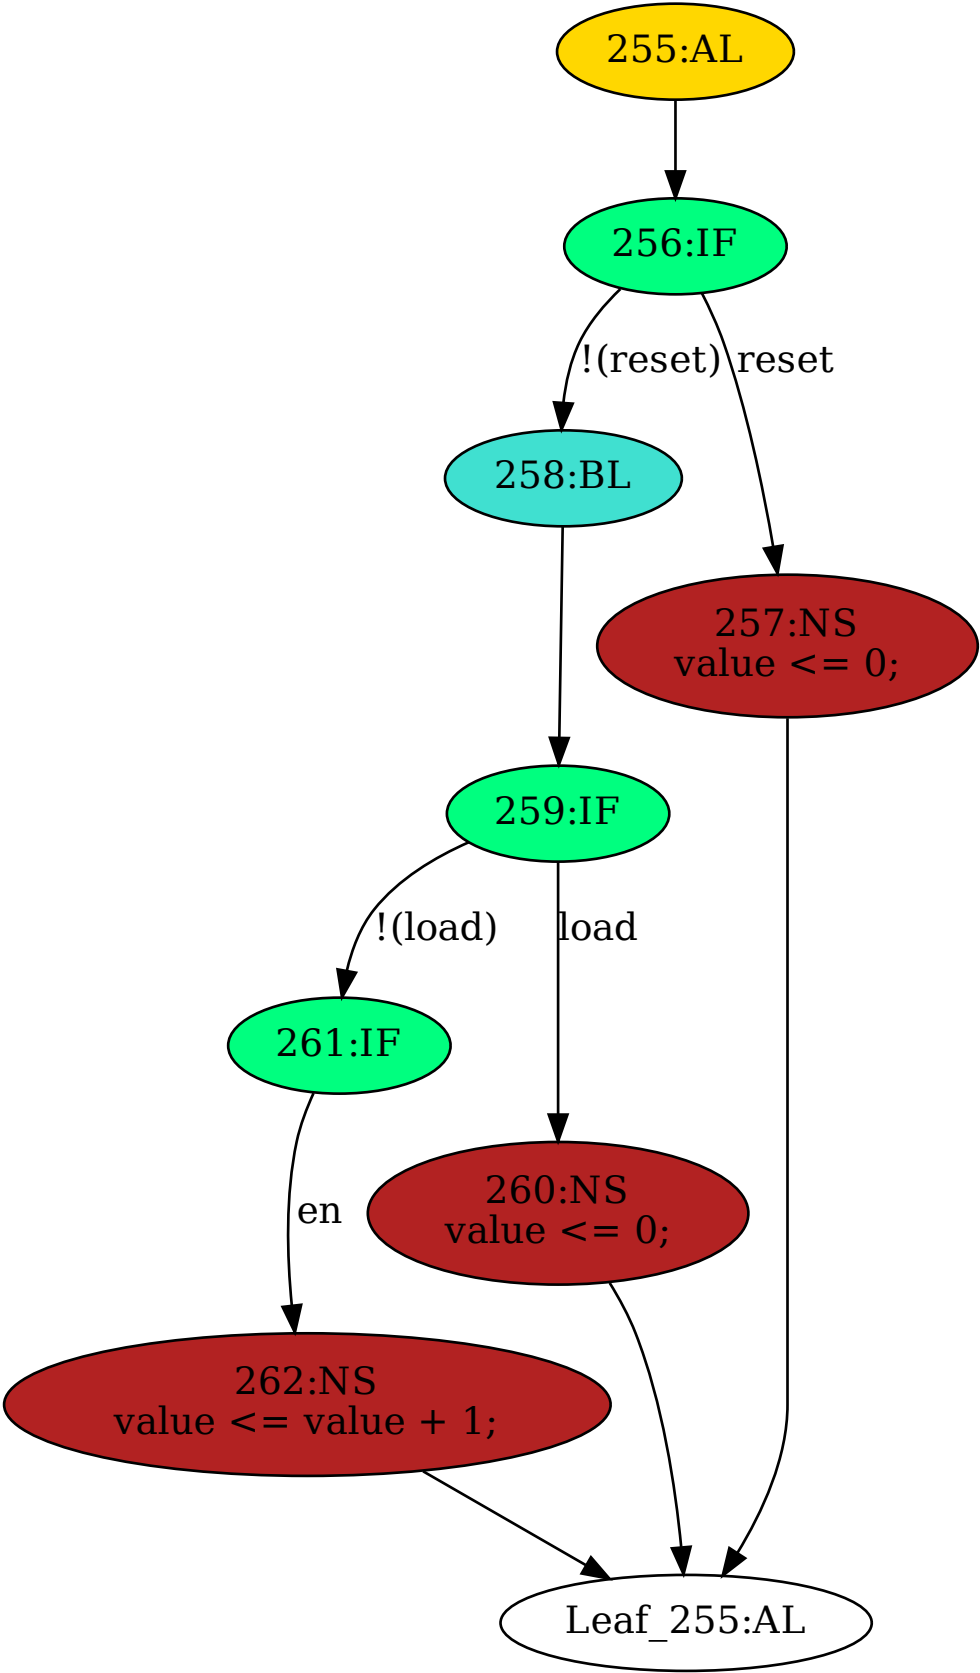 255:AL
256:IF
!(reset)
reset
258:BL
257:NS
value <= 0;
259:IF
!(load)
load
261:IF
en
260:NS
value <= 0;
262:NS
value <= value + 1;
Leaf_255:AL